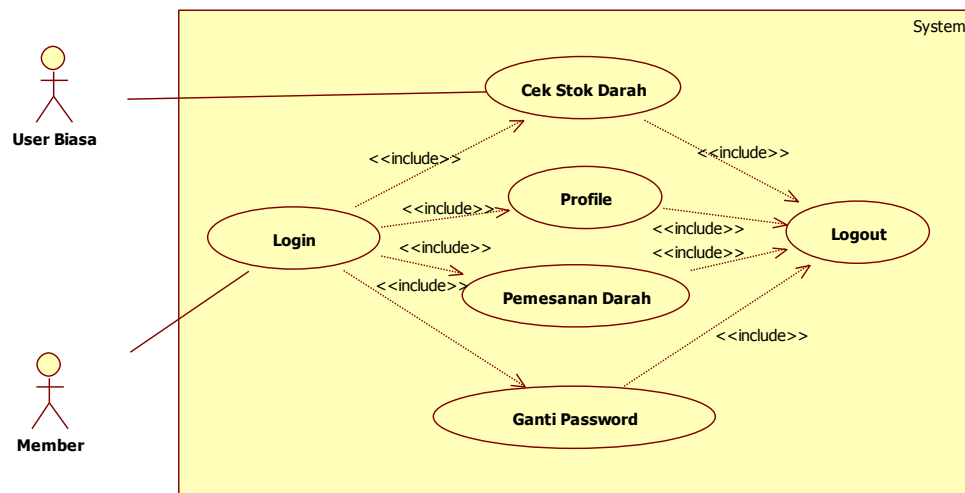 System
Cek Stok Darah
User Biasa
<<include>>
<<include>>
Profile
<<include>>
<<include>>
Login
Logout
<<include>>
<<include>>
<<include>>
Pemesanan Darah
<<include>>
Ganti Password
Member